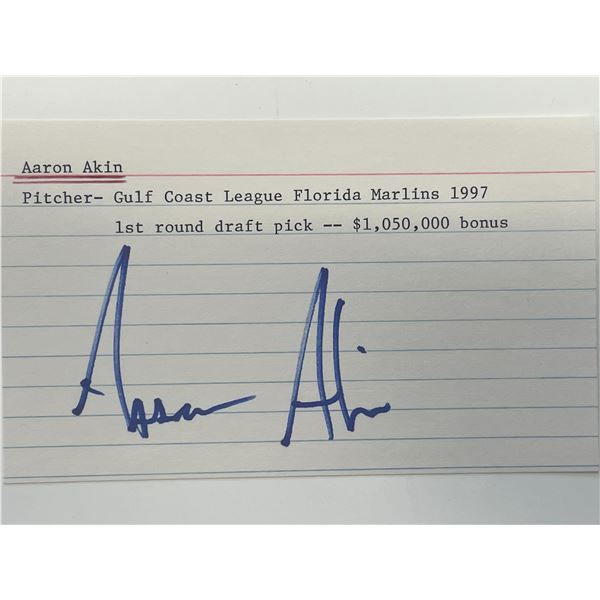 Aaron Akin
Pitcher- Gulf Coast League Florida Marlins 1997
1st round draft pick -- $1,050,000 bonus
Aaron Akin